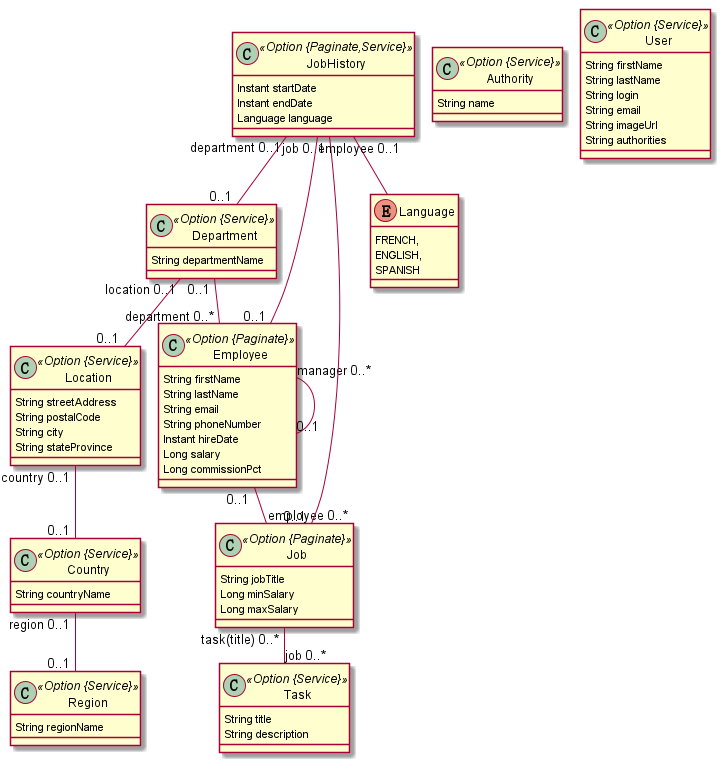 C «Option {Paginate,Service}»
JobHistory
Instant startDate
Instant endDate
Language language
C «Option {Service}»
Authority
String name
C «Option {Service}»
User
String firstName
String lastName
String login
String email
String imageUrl
String authorities
department 0..1
job 0..1
employee 0..1
0..1
C «Option {Service}»
Department
String departmentName
E Language
FRENCH,
ENGLISH,
SPANISH
location 0..1
0..1
department 0..*
0..1
0..1
C «Option {Service}»
Location
String streetAddress
String postalCode
String city
String stateProvince
C «Option {Paginate}»
Employee
String firstName
String lastName
String email
String phoneNumber
Instant hireDate
Long salary
Long commissionPct
manager 0..*
0..1
country 0..1
0..1
0..1
employee 0..*
0..1
C «Option {Service}»
Country
String countryName
C «Option {Paginate}»
Job
String jobTitle
Long minSalary
Long maxSalary
region 0..1
0..1
task(title) 0..*
job 0..*
C «Option {Service}»
Region
String regionName
C «Option {Service}»
Task
String title
String description